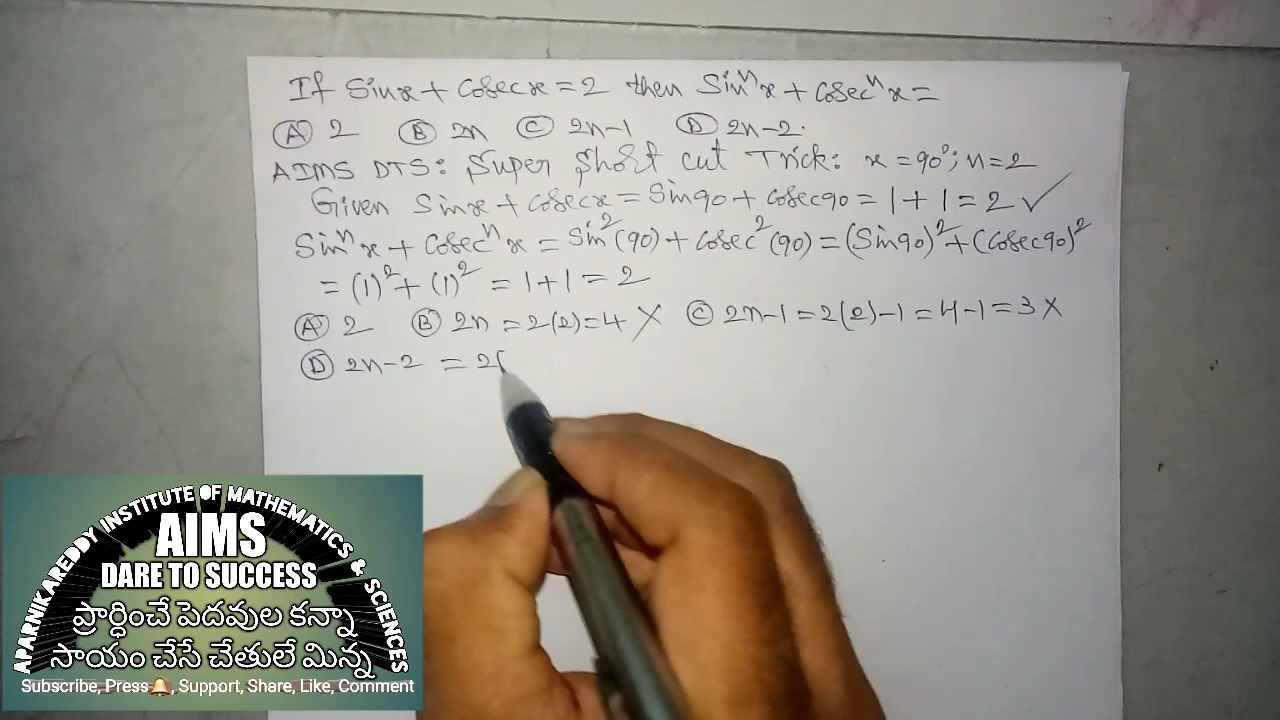 If Sinx + Cosecx = 2 then Sinⁿx + Cosecⁿx =
Ⓐ 2 Ⓑ 2n Ⓒ 2n-1 Ⓓ 2n-2.
AIMS DTS: Super Short cut Trick: x = 90°; n = 2
Given Sinx + Cosecx = Sin90 + Cosec90 = 1 + 1 = 2 ✓
Sinⁿx + Cosecⁿx = Sin²(90) + Cosec²(90) = (Sin90)² + (Cosec90)²
= (1)² + (1)² = 1 + 1 = 2
Ⓐ 2 Ⓑ 2n = 2(2) = 4 X Ⓒ 2n-1 = 2(2)-1 = 4-1 = 3 X
Ⓓ 2n-2 = 2(
APARNIKAREDDY INSTITUTE OF MATHEMATICS & SCIENCES
AIMS
DARE TO SUCCESS
ప్రార్ధించే పెదవుల కన్నా
సాయం చేసే చేతులే మిన్న
Subscribe, Press🔔, Support, Share, Like, Comment